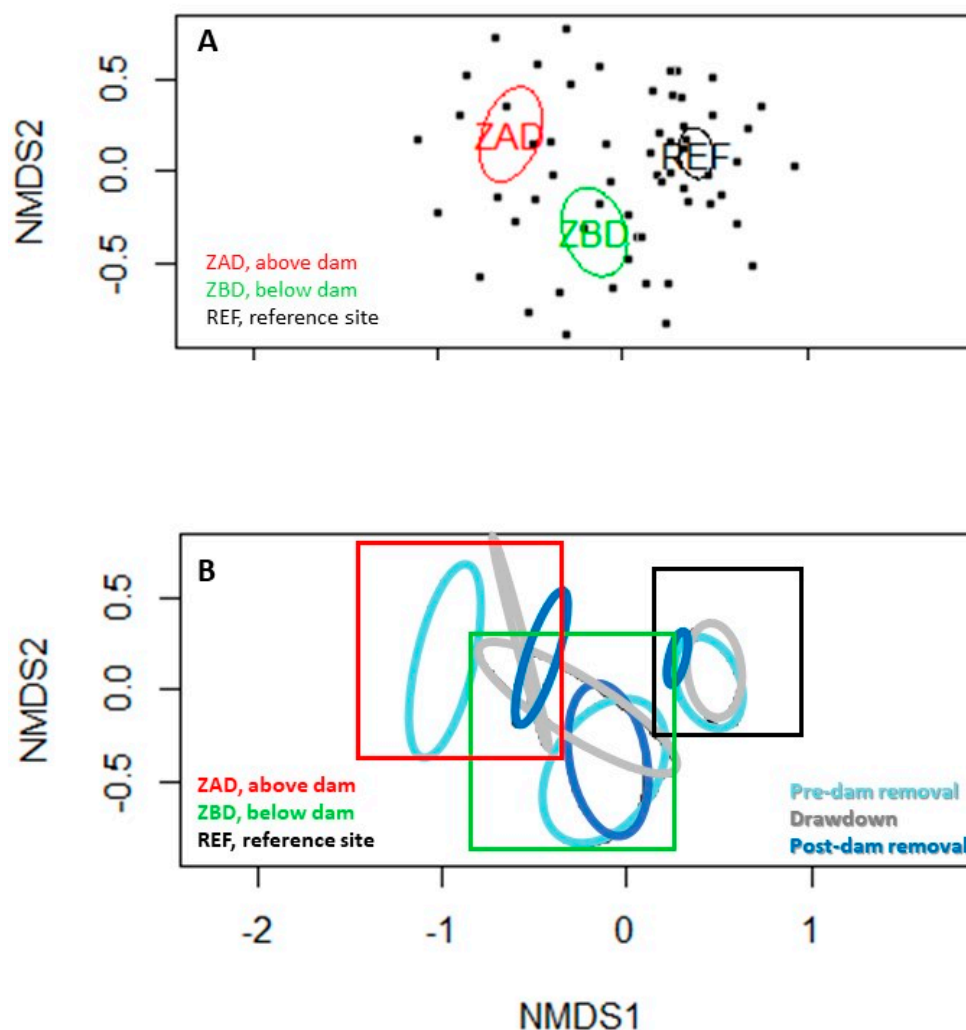 A
NMDS2
0.5
0.0
-0.5
ZAD
REF
ZBD
ZAD, above dam
ZBD, below dam
REF, reference site
B
NMDS2
0.5
0.0
-0.5
ZAD, above dam
ZBD, below dam
REF, reference site
Pre-dam removal
Drawdown
Post-dam removal
-2 -1 0 1
NMDS1